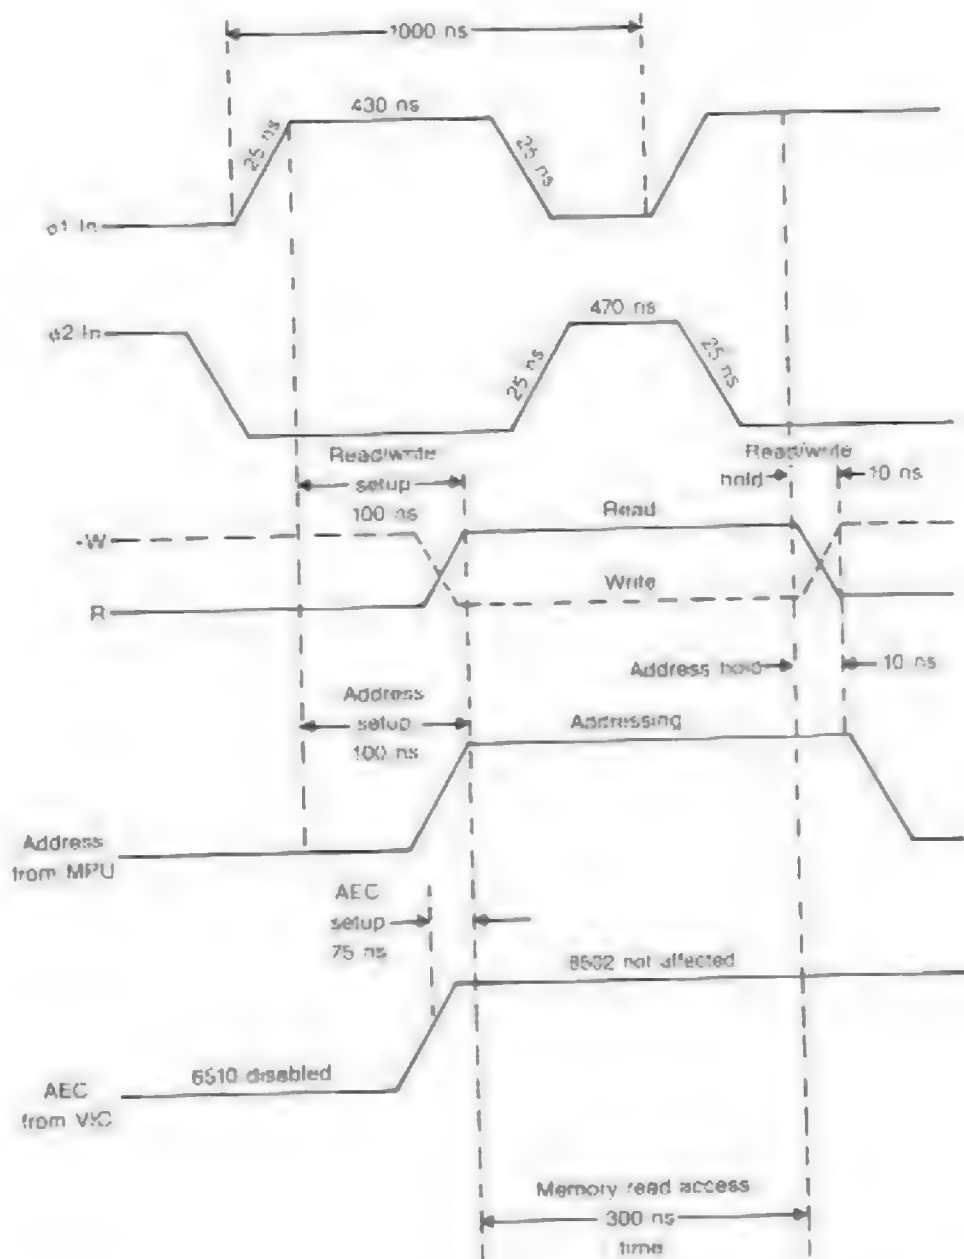 1000 ns
430 ns
25 ns
25 ns
ø1 In
470 ns
ø2 In
25 ns
25 ns
Read/write
setup
100 ns
Read/write
hold
10 ns
-W
Read
R
Write
Address hold
10 ns
Address
setup
100 ns
Addressing
Address
from MPU
AEC
setup
75 ns
8502 not affected
6510 disabled
AEC
from VIC
Memory read access
300 ns
time